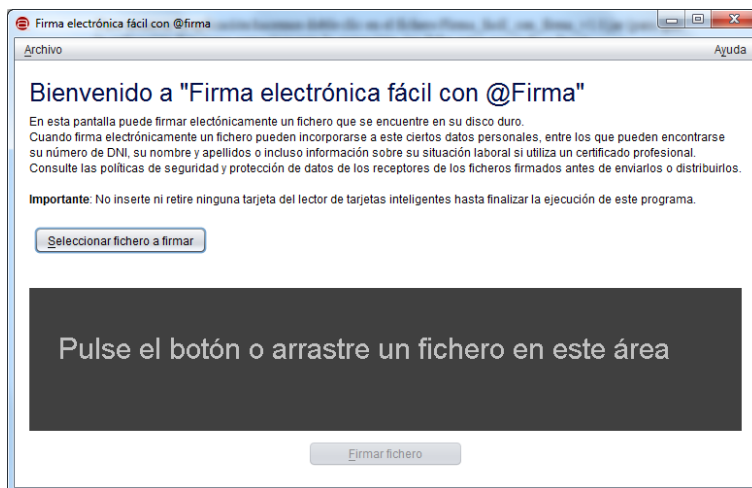 Firma electrónica fácil con @firma
Archivo Ayuda
Bienvenido a "Firma electrónica fácil con @Firma"
En esta pantalla puede firmar electónicamente un fichero que se encuentre en su disco duro.
Cuando firma electrónicamente un fichero pueden incorporarse a este ciertos datos personales, entre los que pueden encontrarse
su número de DNI, su nombre y apellidos o incluso información sobre su situación laboral si utiliza un certificado profesional.
Consulte las políticas de seguridad y protección de datos de los receptores de los ficheros firmados antes de enviarlos o distribuirlos.
Importante: No inserte ni retire ninguna tarjeta del lector de tarjetas inteligentes hasta finalizar la ejecución de este programa.
Seleccionar fichero a firmar
Pulse el botón o arrastre un fichero en este área
Firmar fichero